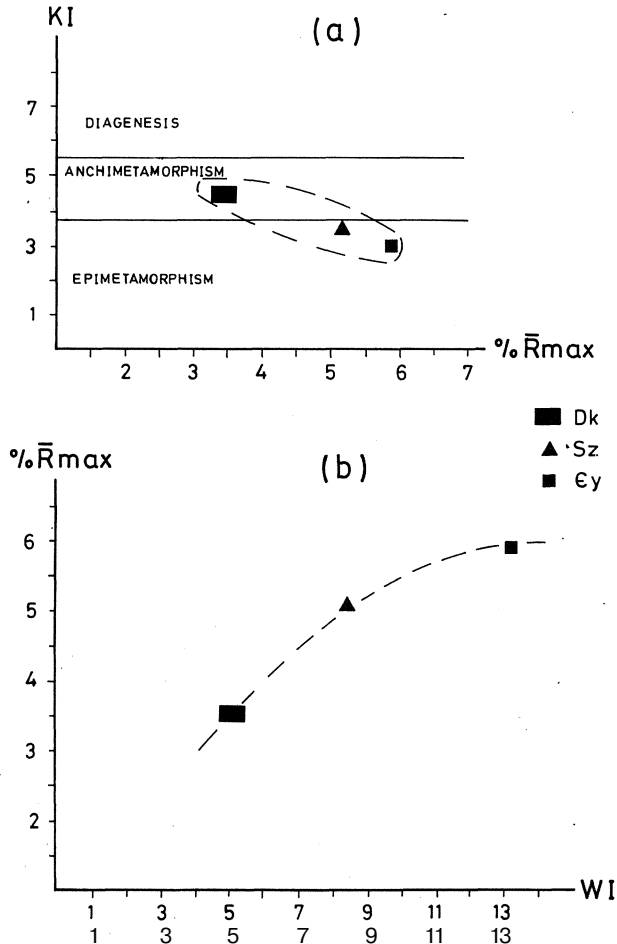 KI
(a)
7
DIAGENESIS
5
ANCHIMETAMORPHISM
3
EPIMETAMORPHISM
1
% R̅max
2 3 4 5 6 7
Dk
Sz
Єy
% R̅max
(b)
6
5
4
3
2
WI
1 3 5 7 9 11 13
1 3 5 7 9 11 13